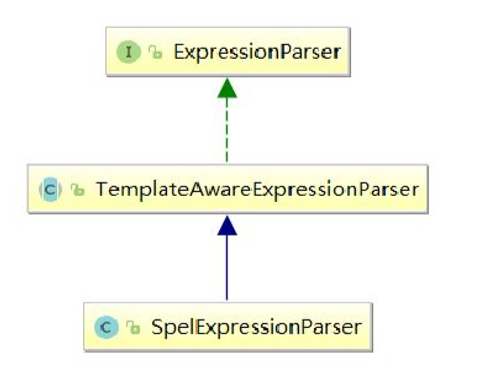 I ExpressionParser
C TemplateAwareExpressionParser
C SpelExpressionParser